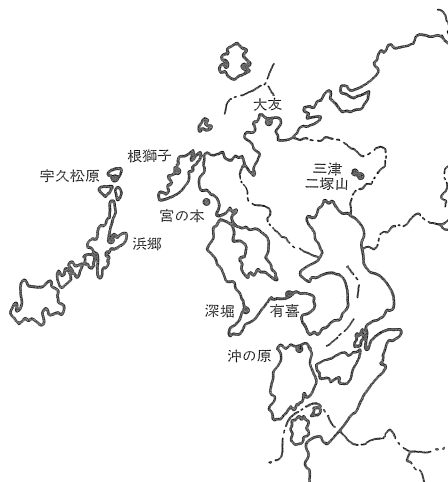 大友
根獅子
三津
二塚山
宇久松原
宮の本
浜郷
深堀
有喜
沖の原